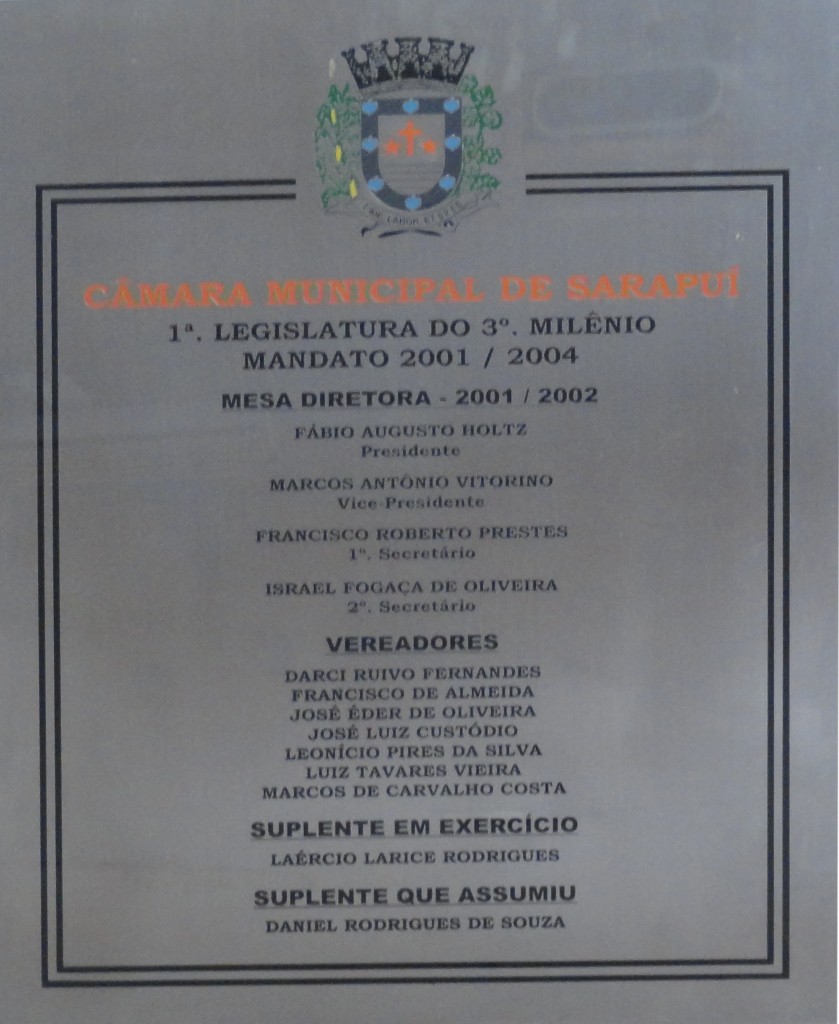 CÂMARA MUNICIPAL DE SARAPUÍ
1ª. LEGISLATURA DO 3º. MILÊNIO
MANDATO 2001 / 2004
MESA DIRETORA - 2001 / 2002
FÁBIO AUGUSTO HOLTZ
Presidente
MARCOS ANTÔNIO VITORINO
Vice-Presidente
FRANCISCO ROBERTO PRESTES
1º. Secretário
ISRAEL FOGAÇA DE OLIVEIRA
2º. Secretário
VEREADORES
DARCI RUIVO FERNANDES
FRANCISCO DE ALMEIDA
JOSÉ ÉDER DE OLIVEIRA
JOSÉ LUIZ CUSTÓDIO
LEONÍCIO PIRES DA SILVA
LUIZ TAVARES VIEIRA
MARCOS DE CARVALHO COSTA
SUPLENTE EM EXERCÍCIO
LAÉRCIO LARICE RODRIGUES
SUPLENTE QUE ASSUMIU
DANIEL RODRIGUES DE SOUZA